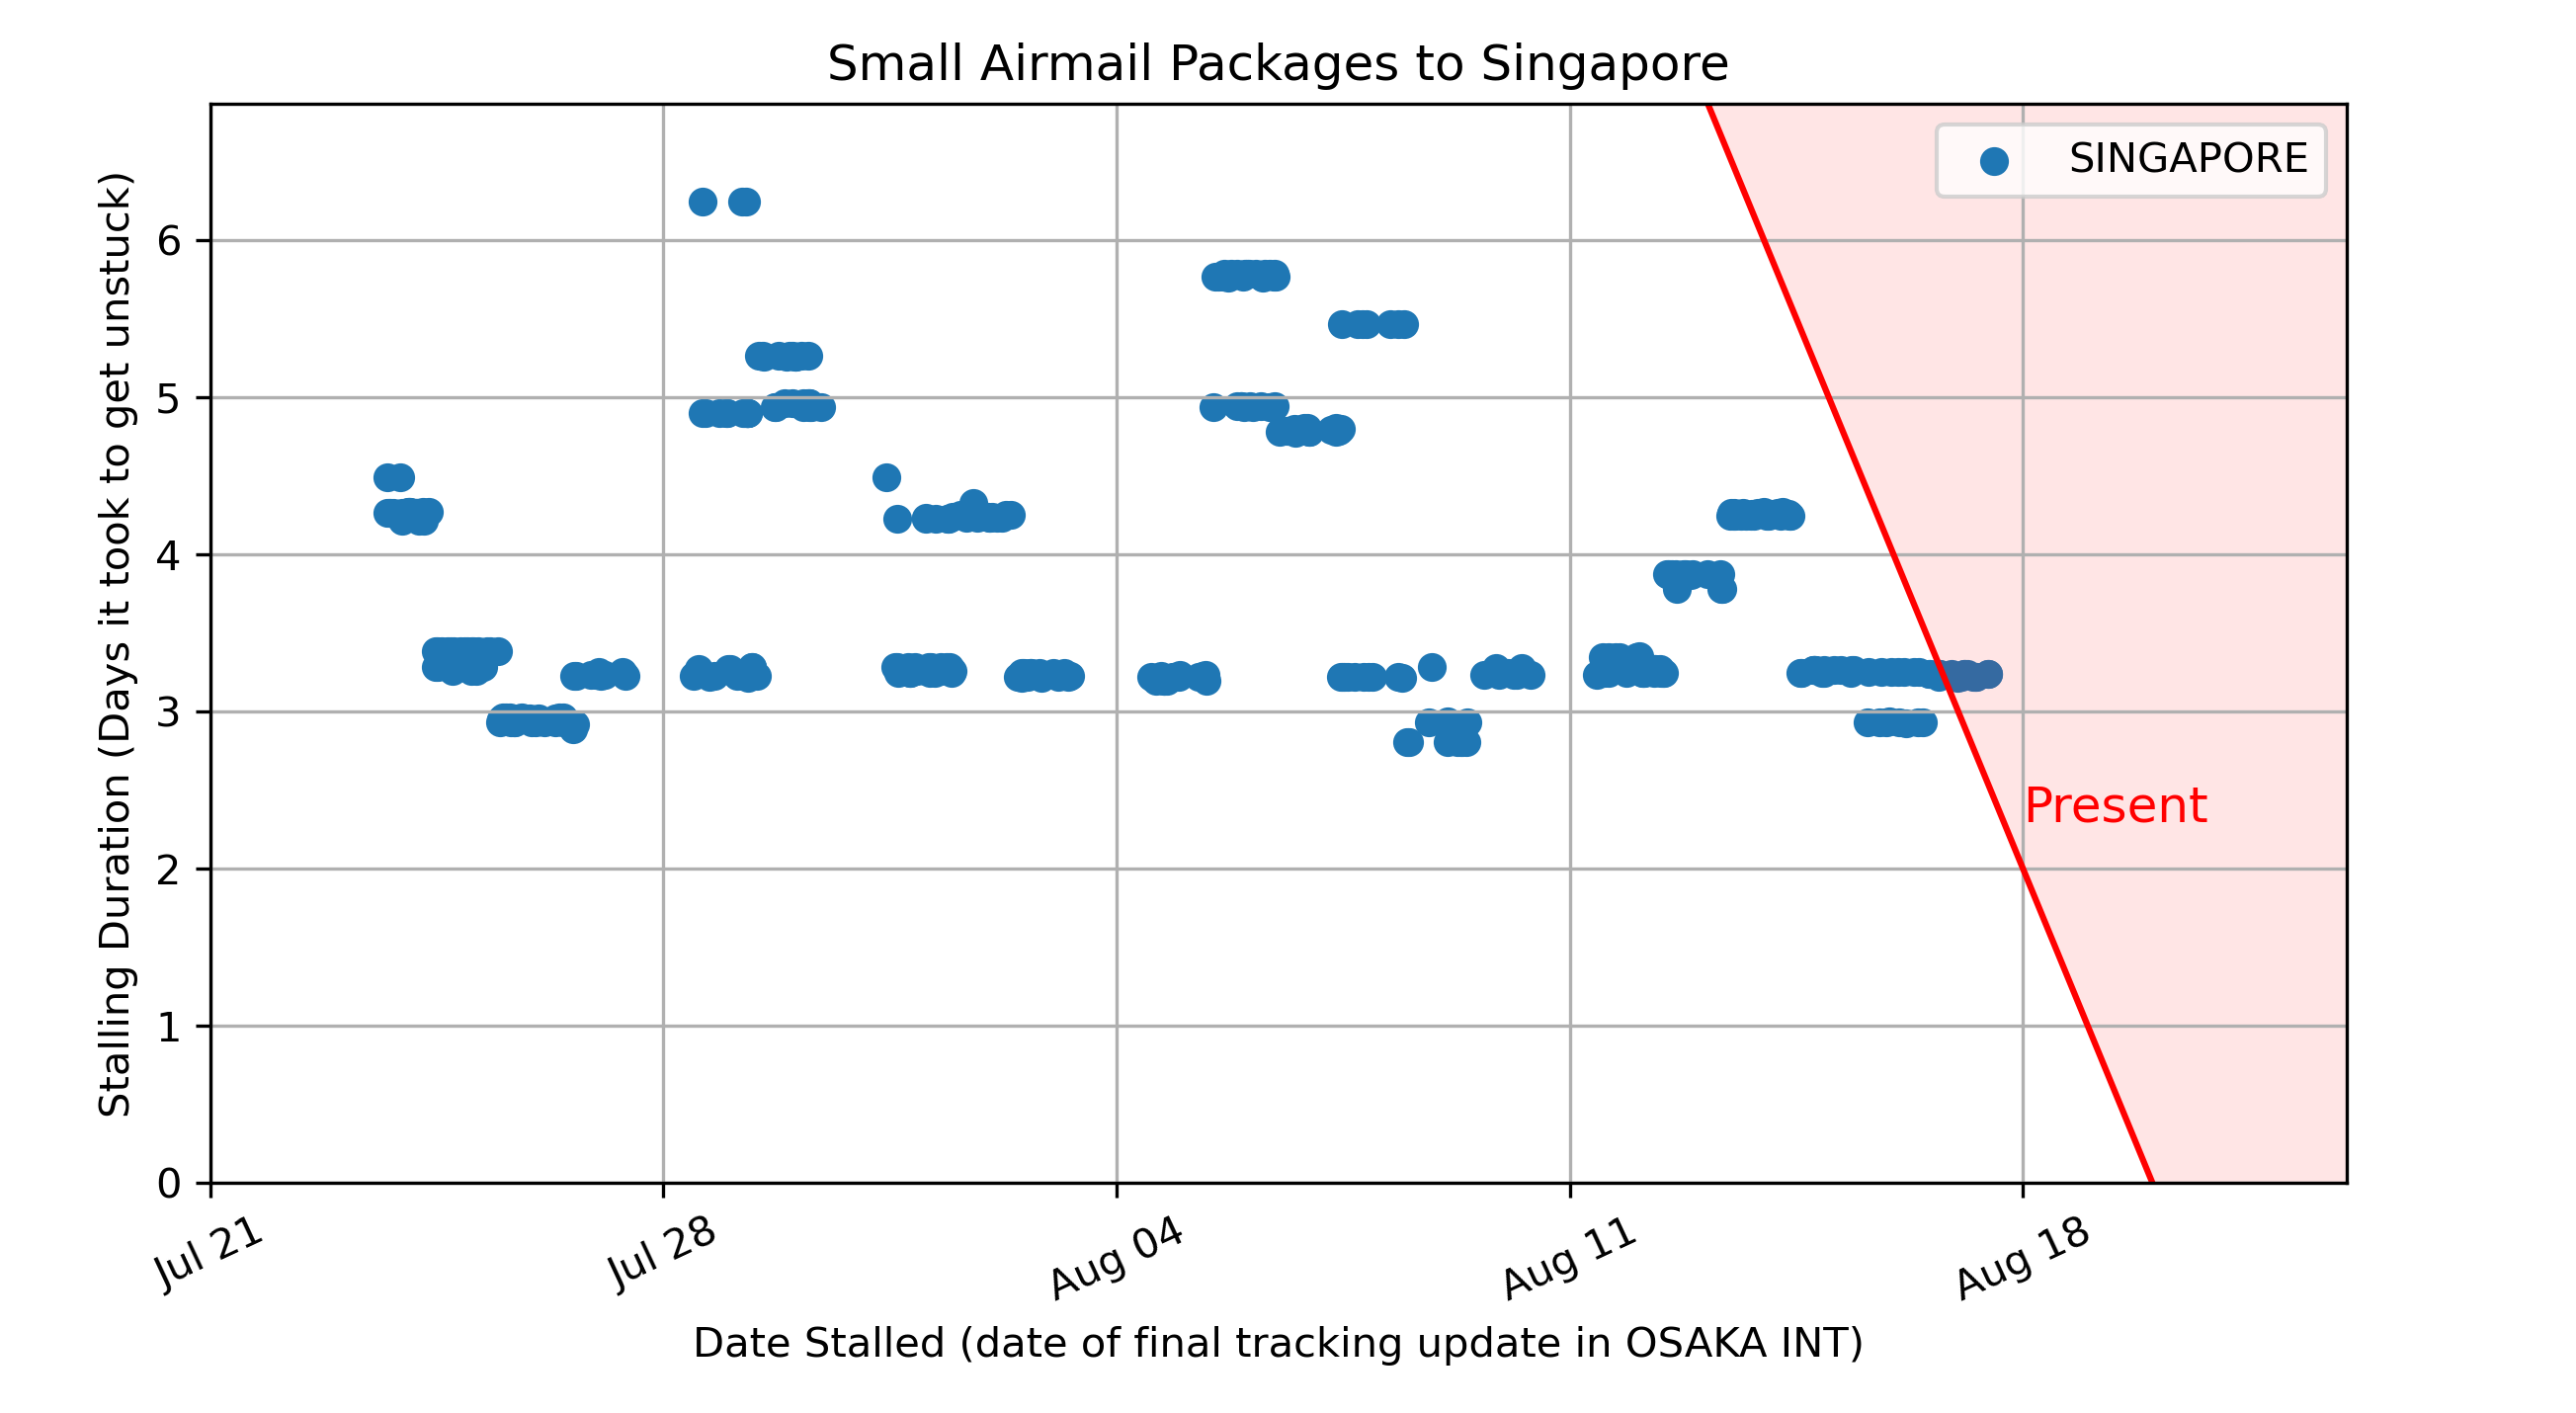 Small Airmail Packages to Singapore
SINGAPORE
Stalling Duration (Days it took to get unstuck)
6
5
4
3
2
1
0
Present
Jul 21
Jul 28
Aug 04
Aug 11
Aug 18
Date Stalled (date of final tracking update in OSAKA INT)